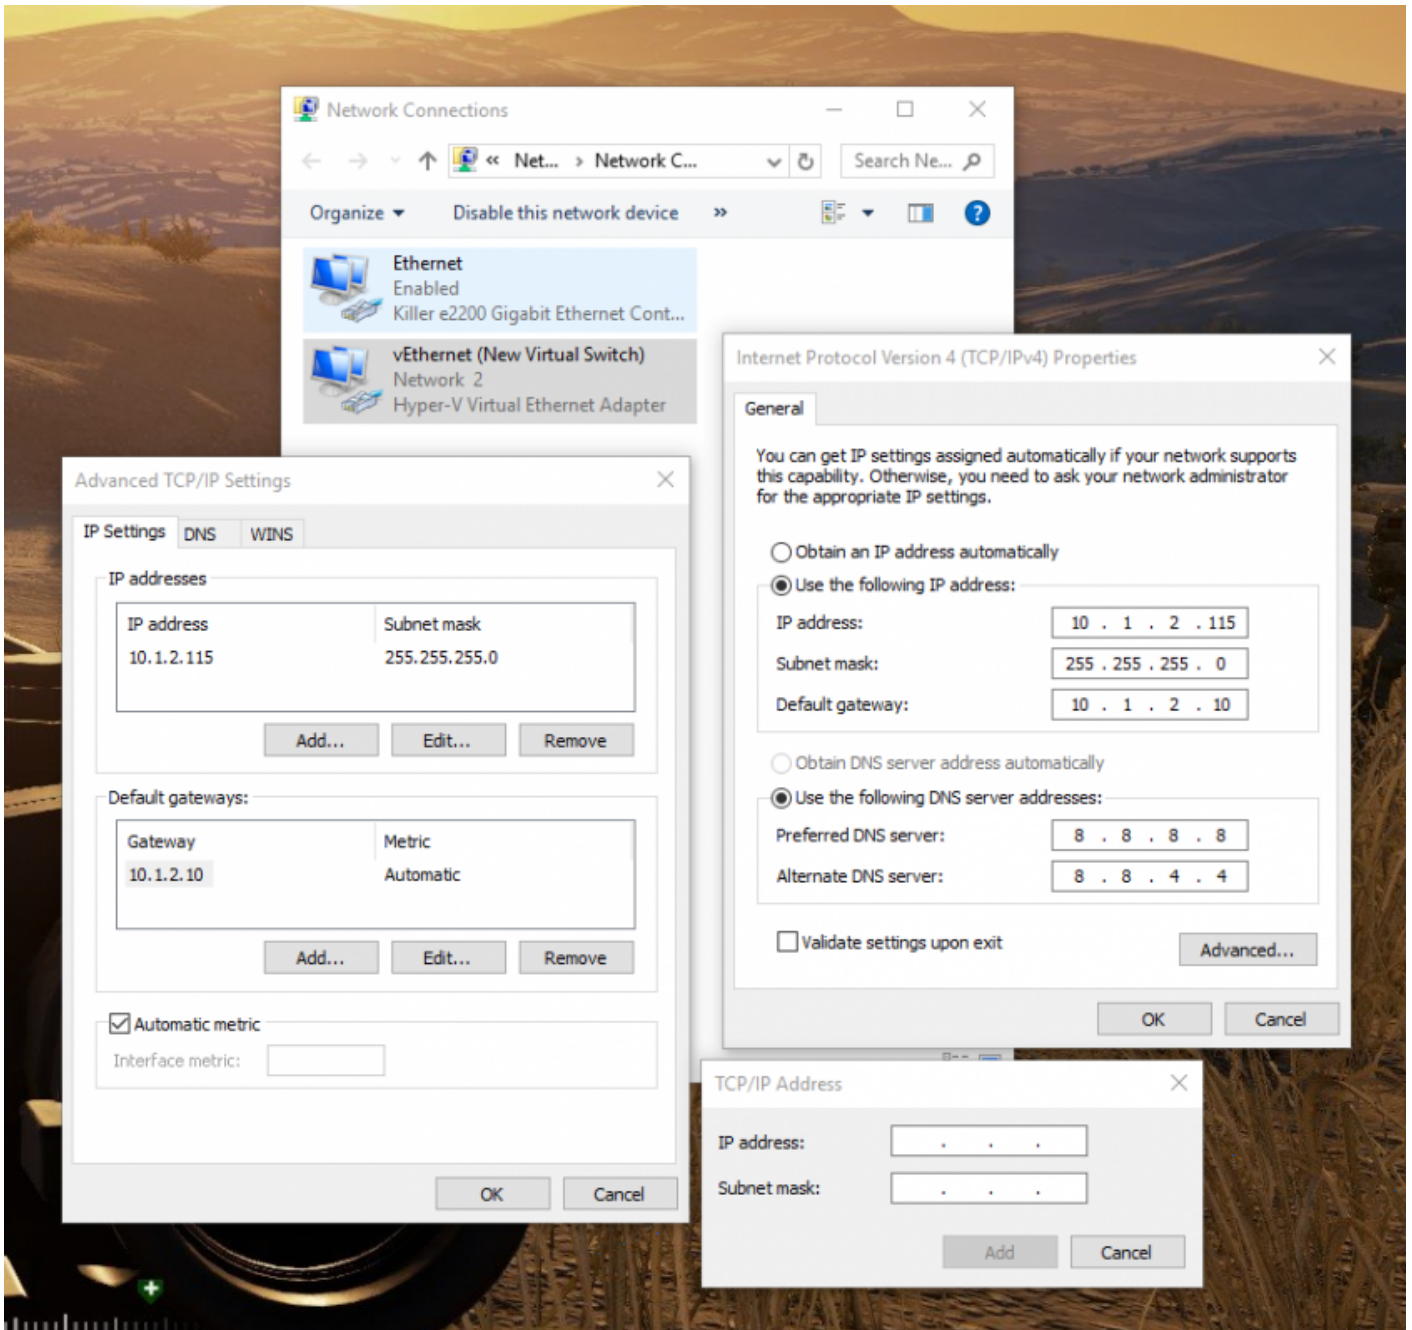 Network Connections
« Net... › Network C...
Search Ne...
Organize Disable this network device »
?
Ethernet
Enabled
Killer e2200 Gigabit Ethernet Cont...
vEthernet (New Virtual Switch)
Network 2
Hyper-V Virtual Ethernet Adapter
Internet Protocol Version 4 (TCP/IPv4) Properties
General
You can get IP settings assigned automatically if your network supports
this capability. Otherwise, you need to ask your network administrator
for the appropriate IP settings.
Obtain an IP address automatically
Use the following IP address:
IP address: 10 . 1 . 2 . 115
Subnet mask: 255 . 255 . 255 . 0
Default gateway: 10 . 1 . 2 . 10
Obtain DNS server address automatically
Use the following DNS server addresses:
Preferred DNS server: 8 . 8 . 8 . 8
Alternate DNS server: 8 . 8 . 4 . 4
Validate settings upon exit
Advanced...
OK Cancel
Advanced TCP/IP Settings
IP Settings DNS WINS
IP addresses
IP address Subnet mask
10.1.2.115 255.255.255.0
Add... Edit... Remove
Default gateways:
Gateway Metric
10.1.2.10 Automatic
Add... Edit... Remove
Automatic metric
Interface metric:
OK Cancel
TCP/IP Address
IP address: . . .
Subnet mask: . . .
Add Cancel